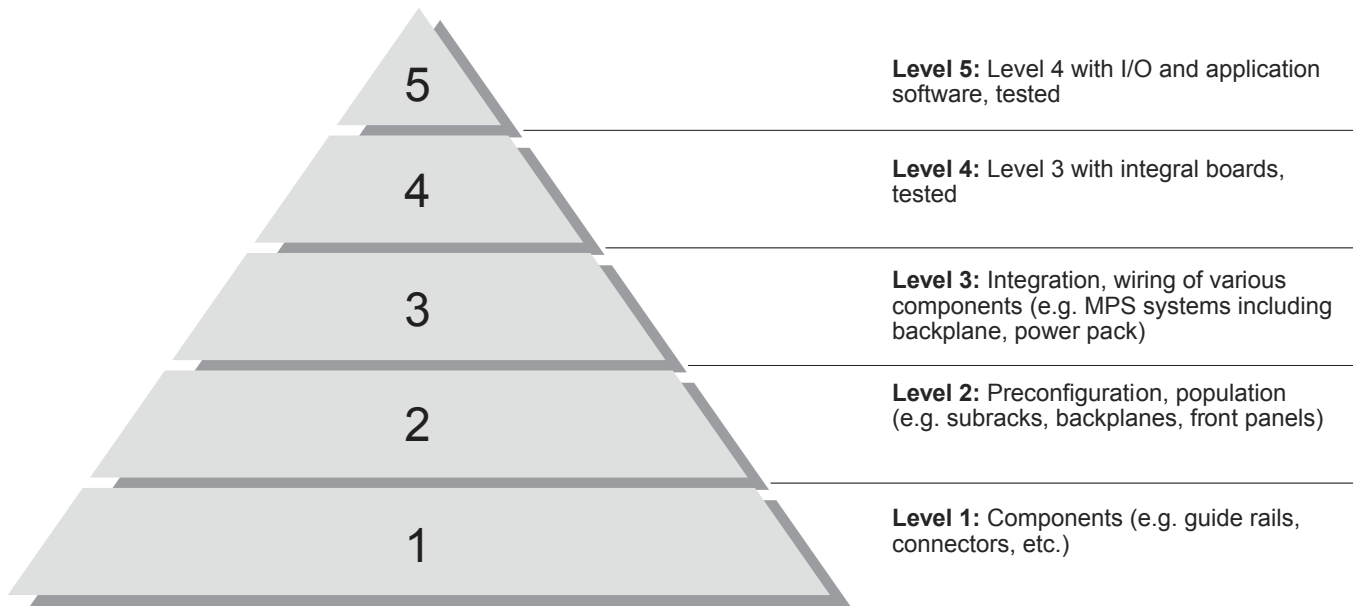 5
Level 5: Level 4 with I/O and application
software, tested
4
Level 4: Level 3 with integral boards,
tested
3
Level 3: Integration, wiring of various
components (e.g. MPS systems including
backplane, power pack)
2
Level 2: Preconfiguration, population
(e.g. subracks, backplanes, front panels)
1
Level 1: Components (e.g. guide rails,
connectors, etc.)